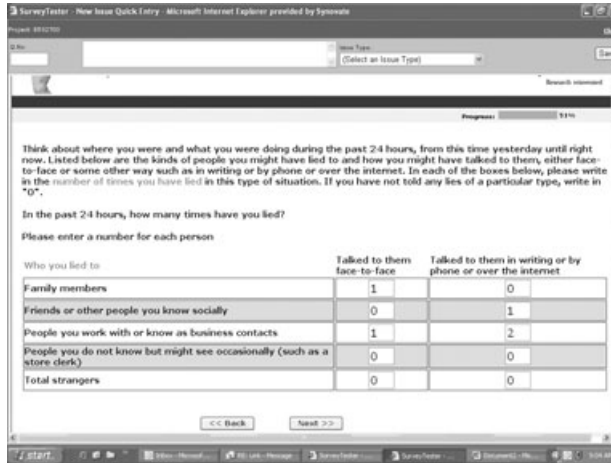 SurveyTester - New Issue Quick Entry - Microsoft Internet Explorer provided by Synovate
Issue Type:
(Select an Issue Type)
Research reinvented
Progress: 51%
Think about where you were and what you were doing during the past 24 hours, from this time yesterday until right
now. Listed below are the kinds of people you might have lied to and how you might have talked to them, either face-
to-face or some other way such as in writing or by phone or over the internet. In each of the boxes below, please write
in the number of times you have lied in this type of situation. If you have not told any lies of a particular type, write in
"0".
In the past 24 hours, how many times have you lied?
Please enter a number for each person
Who you lied to
Talked to them
face-to-face
Talked to them in writing or by
phone or over the internet
Family members 1 0
Friends or other people you know socially 0 1
People you work with or know as business contacts 1 2
People you do not know but might see occasionally (such as a
store clerk) 0 0
Total strangers 0 0
<< Back Next >>
start